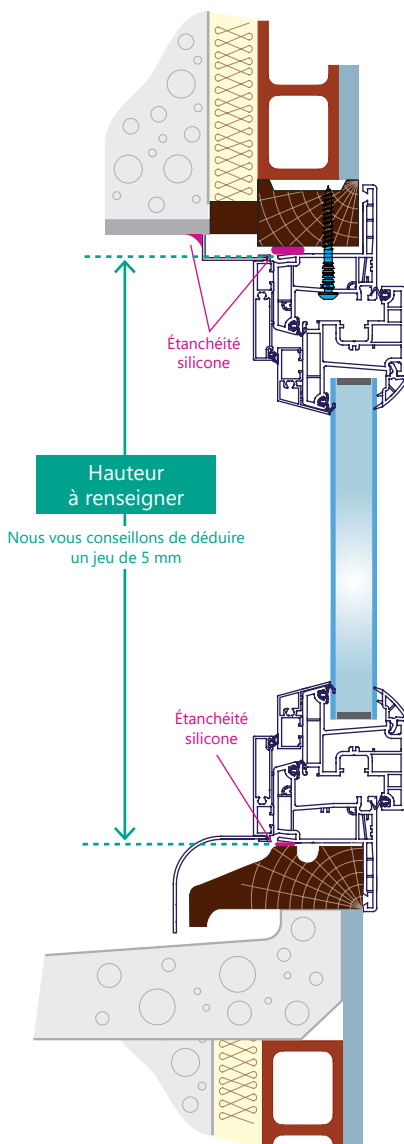 Étanchéité
silicone
Hauteur
à renseigner
Nous vous conseillons de déduire
un jeu de 5 mm
Étanchéité
silicone